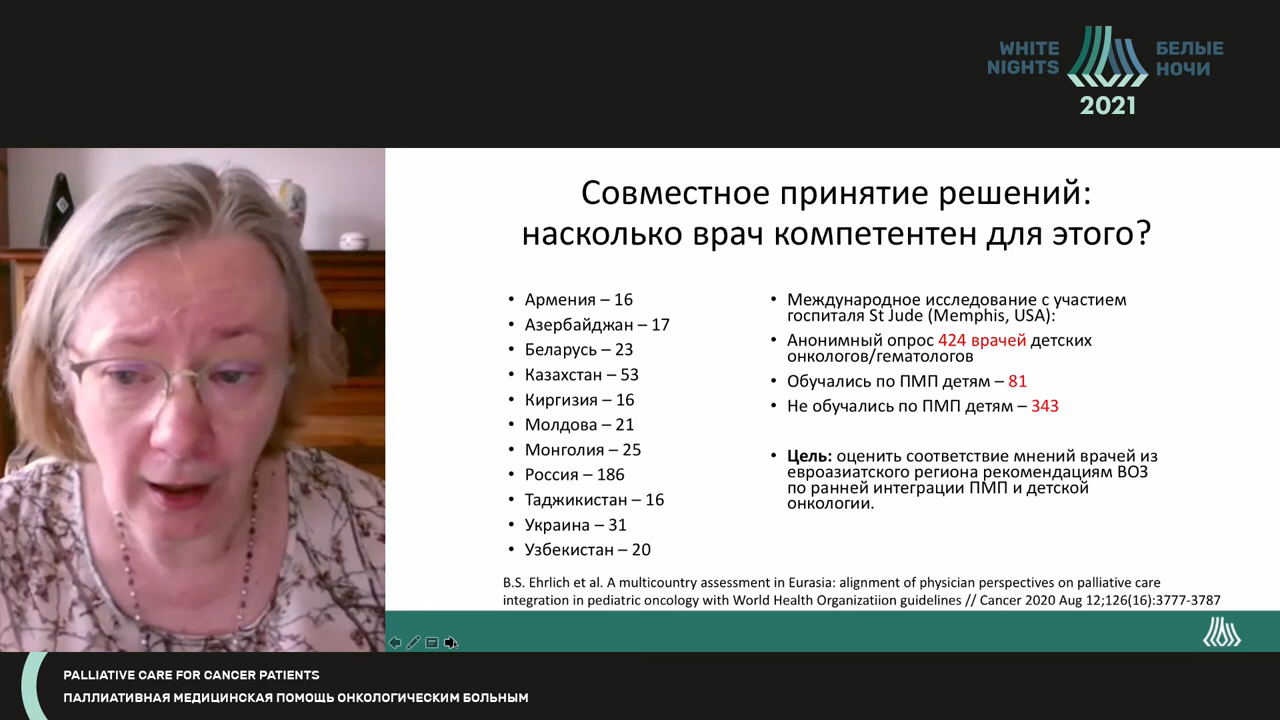 WHITE NIGHTS
БЕЛЫЕ НОЧИ
2021
Совместное принятие решений:
насколько врач компетентен для этого?
• Армения – 16
• Азербайджан – 17
• Беларусь – 23
• Казахстан – 53
• Киргизия – 16
• Молдова – 21
• Монголия – 25
• Россия – 186
• Таджикистан – 16
• Украина – 31
• Узбекистан – 20
• Международное исследование с участием
госпиталя St Jude (Memphis, USA):
• Анонимный опрос 424 врачей детских
онкологов/гематологов
• Обучались по ПМП детям – 81
• Не обучались по ПМП детям – 343
• Цель: оценить соответствие мнений врачей из
евроазиатского региона рекомендациям ВОЗ
по ранней интеграции ПМП и детской
онкологии.
B.S. Ehrlich et al. A multicountry assessment in Eurasia: alignment of physician perspectives on palliative care
integration in pediatric oncology with World Health Organizatiion guidelines // Cancer 2020 Aug 12;126(16):3777-3787
PALLIATIVE CARE FOR CANCER PATIENTS
ПАЛЛИАТИВНАЯ МЕДИЦИНСКАЯ ПОМОЩЬ ОНКОЛОГИЧЕСКИМ БОЛЬНЫМ